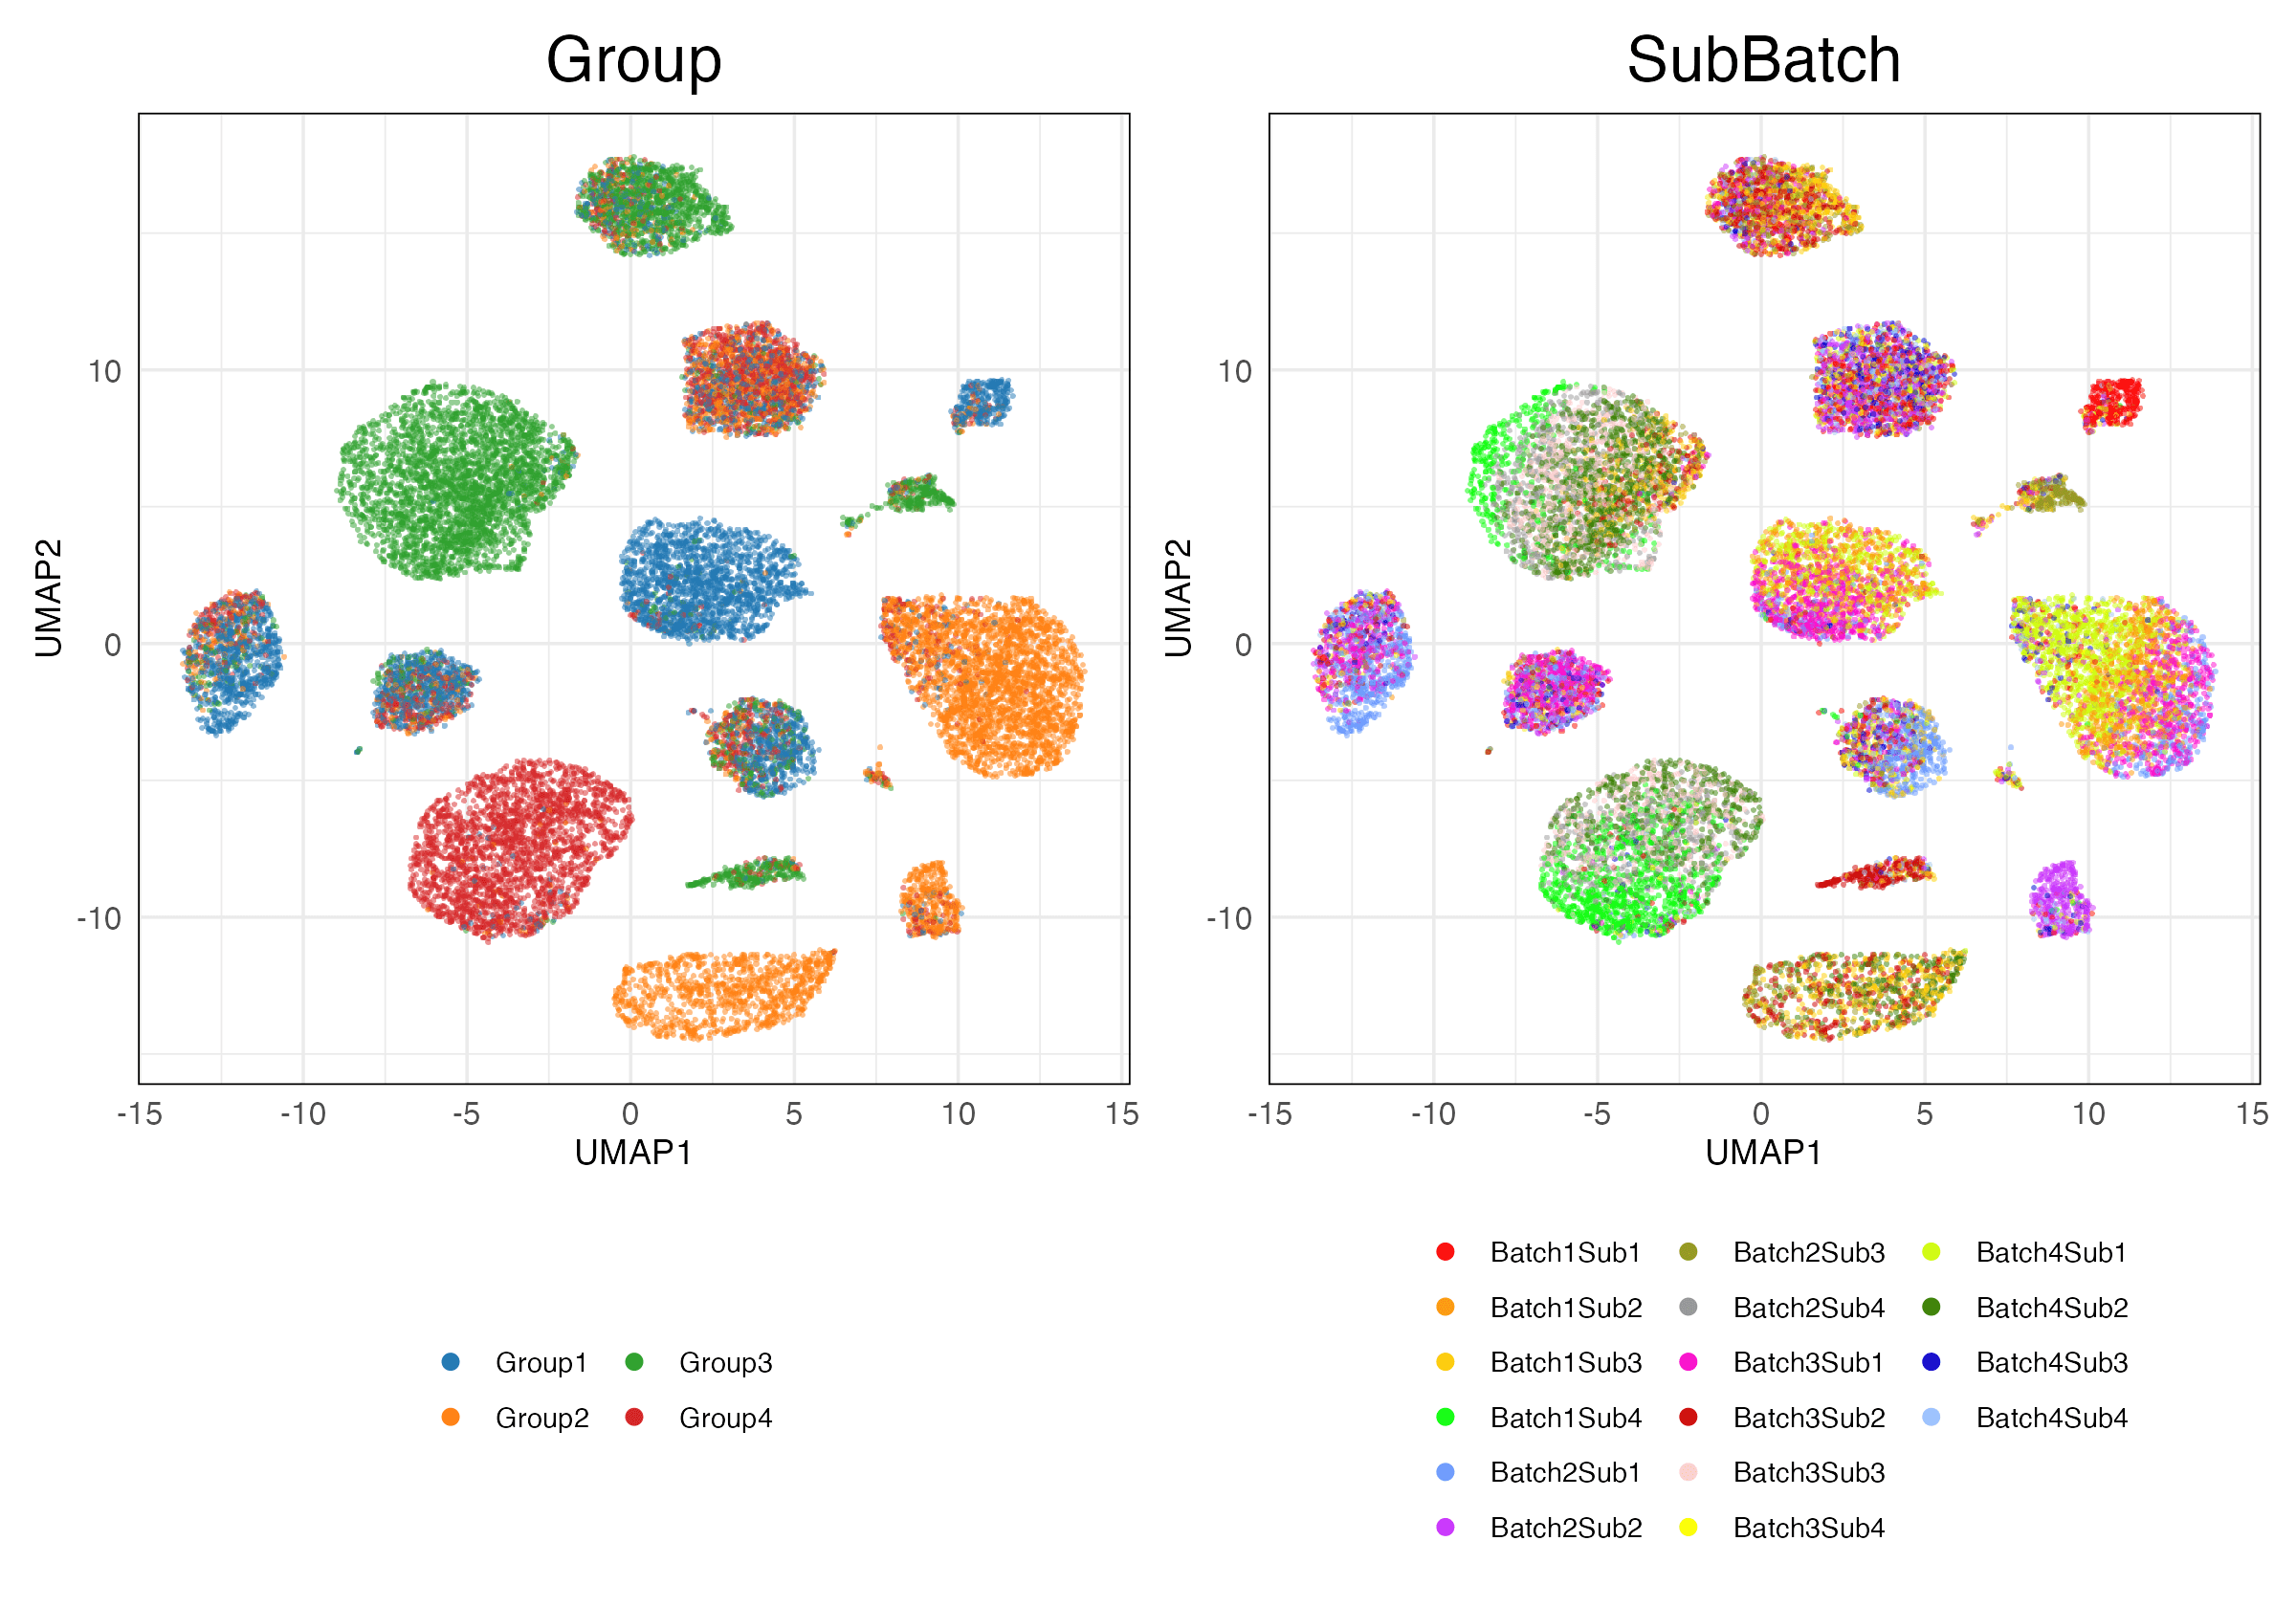 Group
SubBatch
UMAP2
10
0
-10
-15
-10
-5
0
5
10
15
UMAP1
UMAP2
10
0
-10
-15
-10
-5
0
5
10
15
UMAP1
Group1
Group3
Group2
Group4
Batch1Sub1
Batch2Sub3
Batch4Sub1
Batch1Sub2
Batch2Sub4
Batch4Sub2
Batch1Sub3
Batch3Sub1
Batch4Sub3
Batch1Sub4
Batch3Sub2
Batch4Sub4
Batch2Sub1
Batch3Sub3
Batch2Sub2
Batch3Sub4